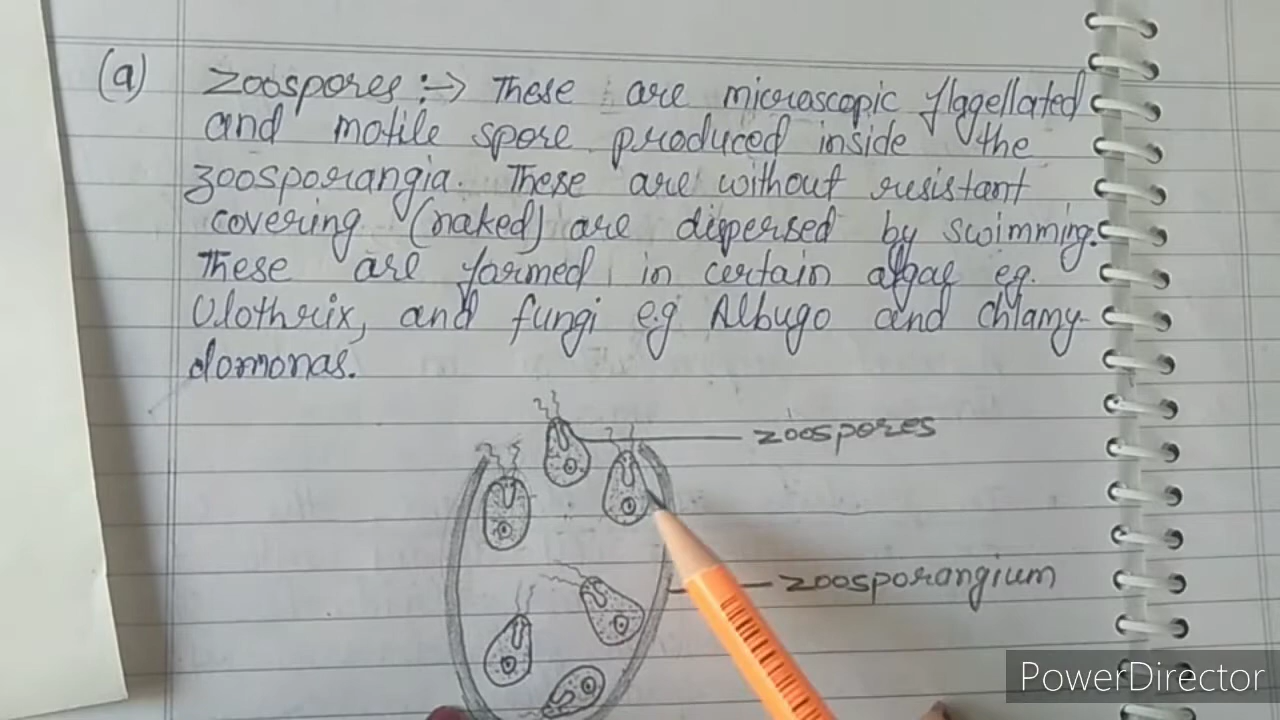 (a) Zoospores :→ These are microscopic flagellated
and motile spore produced inside the
zoosporangia. These are without resistant
covering (naked) are dispersed by swimming.
These are formed in certain algae eg.
Ulothrix, and fungi e.g Albugo and chlamy-
domonas.
zoospores
zoosporangium
PowerDirector